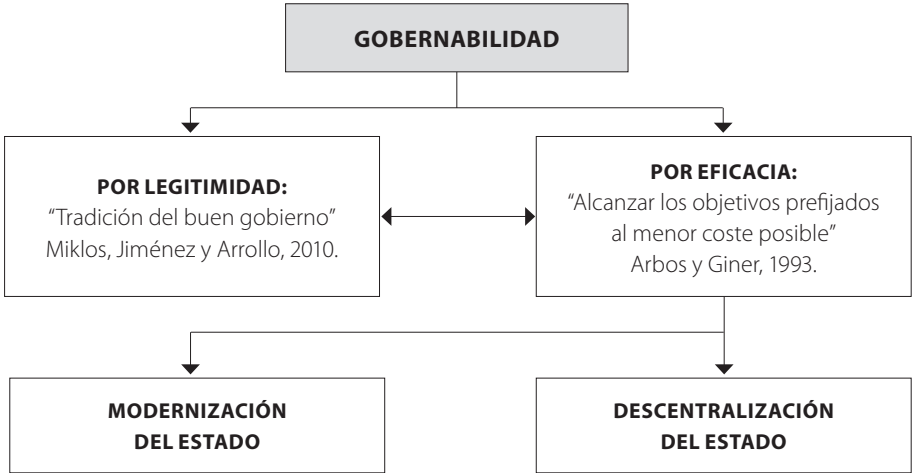 GOBERNABILIDAD
POR LEGITIMIDAD:
“Tradición del buen gobierno”
Miklos, Jiménez y Arrollo, 2010.
POR EFICACIA:
“Alcanzar los objetivos prefijados
al menor coste posible”
Arbos y Giner, 1993.
MODERNIZACIÓN
DEL ESTADO
DESCENTRALIZACIÓN
DEL ESTADO